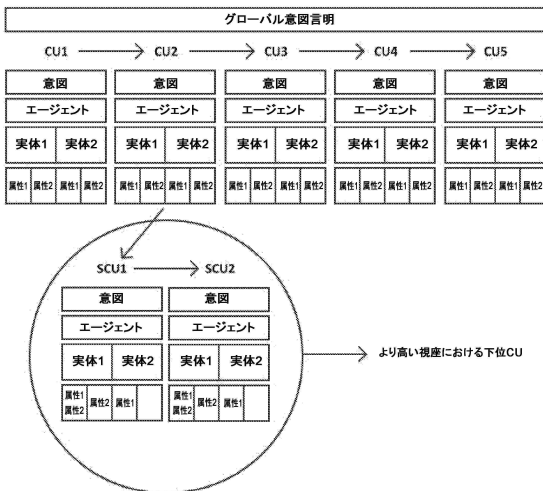 グローバル意図言明
CU1 CU2 CU3 CU4 CU5
意図 意図 意図 意図 意図
エージェント エージェント エージェント エージェント エージェント
実体1 実体2 実体1 実体2 実体1 実体2 実体1 実体2 実体1 実体2
属性1 属性2 属性1 属性2 属性1 属性2 属性1 属性2 属性1 属性2 属性1 属性2 属性1 属性2 属性1 属性2 属性1 属性2 属性1 属性2
SCU1 SCU2
意図 意図
エージェント エージェント
実体1 実体2 実体1 実体2
より高い視座における下位CU
属性1 属性2 属性1 属性1 属性2 属性1
属性2 属性2